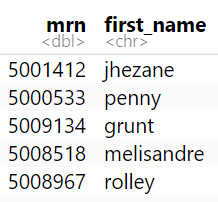 mrn first_name
<dbl> <chr>
5001412 jhezane
5000533 penny
5009134 grunt
5008518 melisandre
5008967 rolley